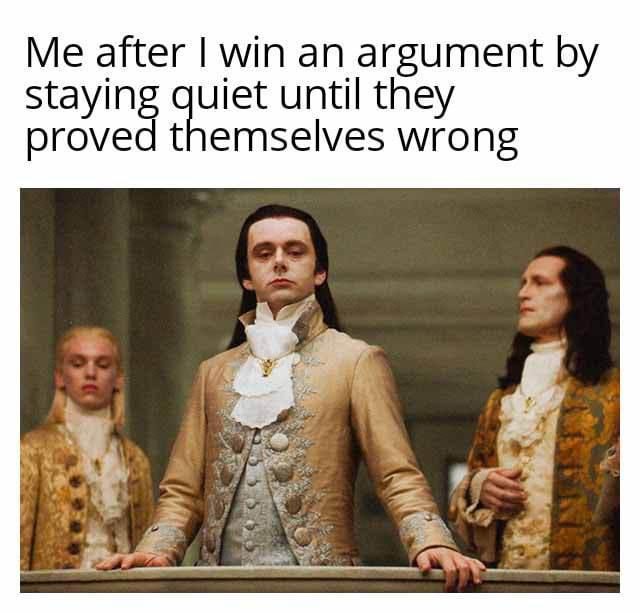 Me after I win an argument by
staying quiet until they
proved themselves wrong